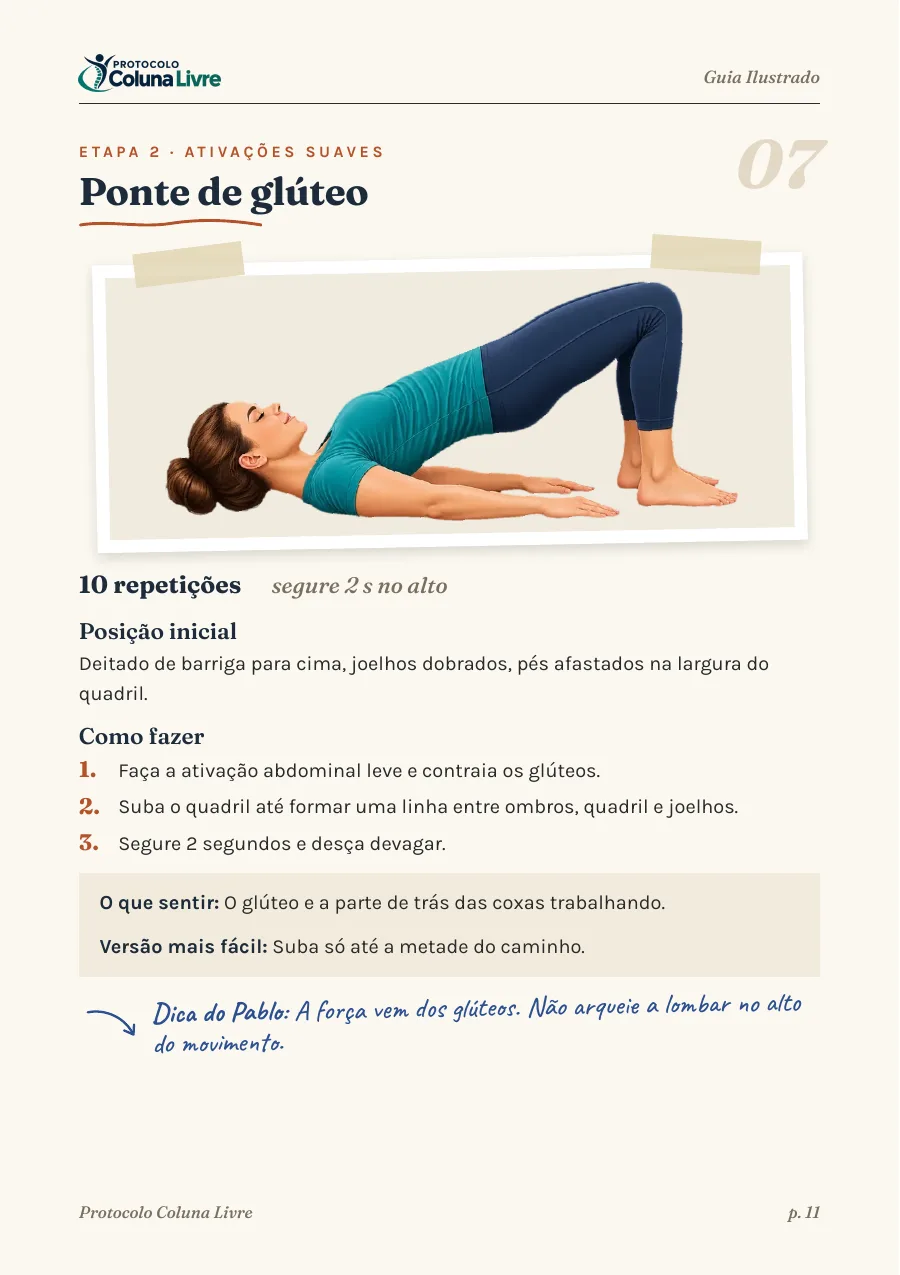 PROTOCOLO
Coluna Livre
Guia Ilustrado
ETAPA 2 · ATIVAÇÕES SUAVES
07
Ponte de glúteo
10 repetições segure 2 s no alto
Posição inicial
Deitado de barriga para cima, joelhos dobrados, pés afastados na largura do
quadril.
Como fazer
1. Faça a ativação abdominal leve e contraia os glúteos.
2. Suba o quadril até formar uma linha entre ombros, quadril e joelhos.
3. Segure 2 segundos e desça devagar.
O que sentir: O glúteo e a parte de trás das coxas trabalhando.
Versão mais fácil: Suba só até a metade do caminho.
Dica do Pablo: A força vem dos glúteos. Não arqueie a lombar no alto
do movimento.
Protocolo Coluna Livre
p. 11